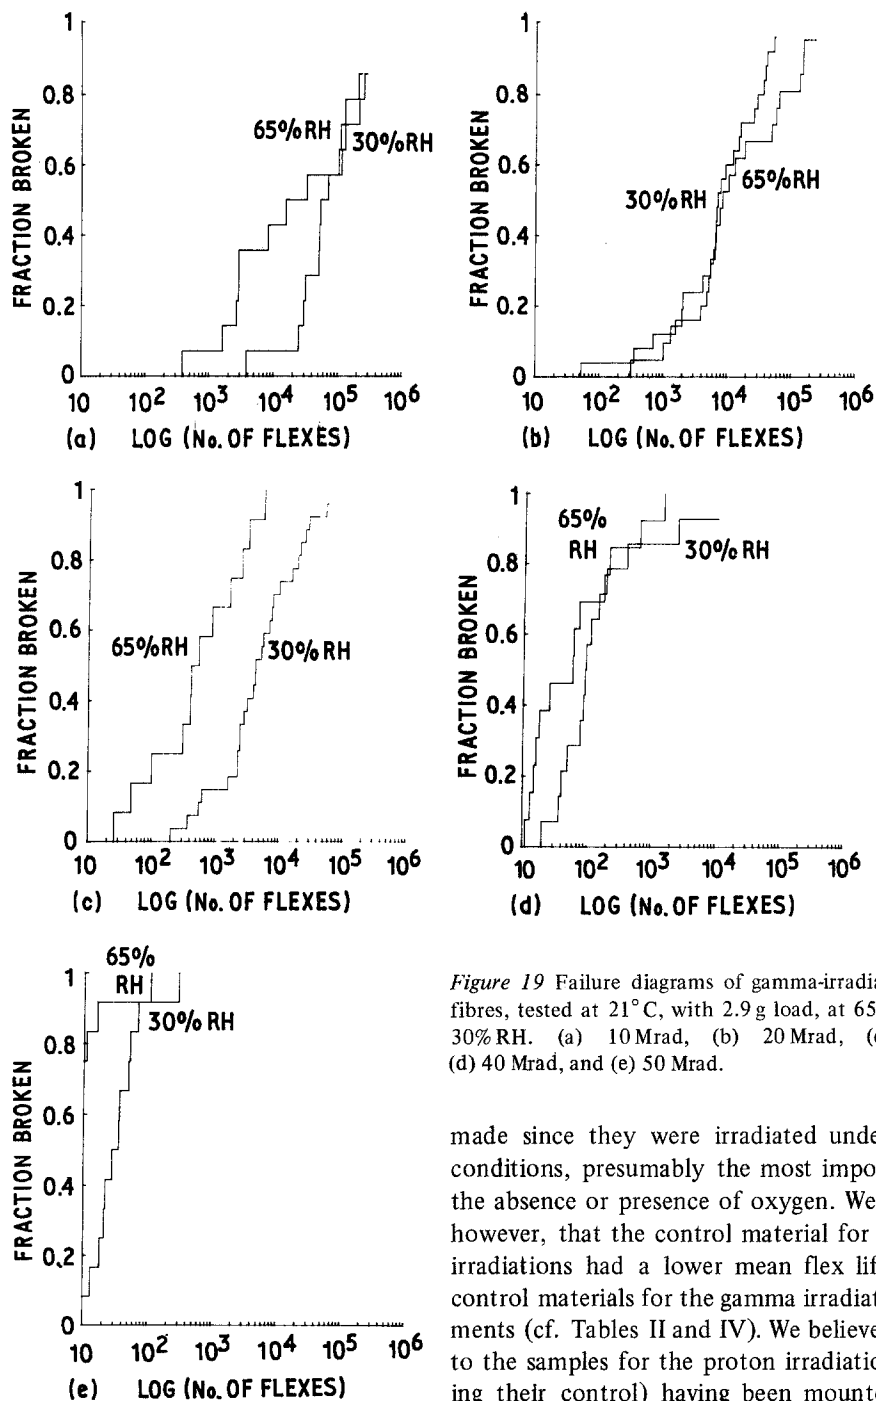 1
0.8
0.6
0.4
0.2
0
FRACTION BROKEN
65%RH
30%RH
10 10² 10³ 10⁴ 10⁵ 10⁶
(a) LOG (No. OF FLEXES)
1
0.8
0.6
0.4
0.2
0
FRACTION BROKEN
30%RH
65%RH
10 10² 10³ 10⁴ 10⁵ 10⁶
(b) LOG (No. OF FLEXES)
1
0.8
0.6
0.4
0.2
0
FRACTION BROKEN
65%RH
30%RH
10 10² 10³ 10⁴ 10⁵ 10⁶
(c) LOG (No. OF FLEXES)
1
0.8
0.6
0.4
0.2
0
FRACTION BROKEN
65%
RH
30%RH
10 10² 10³ 10⁴ 10⁵ 10⁶
(d) LOG (No. OF FLEXES)
1
0.8
0.6
0.4
0.2
0
FRACTION BROKEN
65%
RH
30%RH
10 10² 10³ 10⁴ 10⁵ 10⁶
(e) LOG (No. OF FLEXES)
Figure 19 Failure diagrams of gamma-irradia
fibres, tested at 21°C, with 2.9 g load, at 65
30% RH. (a) 10 Mrad, (b) 20 Mrad, (c
(d) 40 Mrad, and (e) 50 Mrad.
made since they were irradiated unde
conditions, presumably the most impo
the absence or presence of oxygen. We
however, that the control material for
irradiations had a lower mean flex lif
control materials for the gamma irradiat
ments (cf. Tables II and IV). We believe
to the samples for the proton irradiatio
ing their control) having been mounte